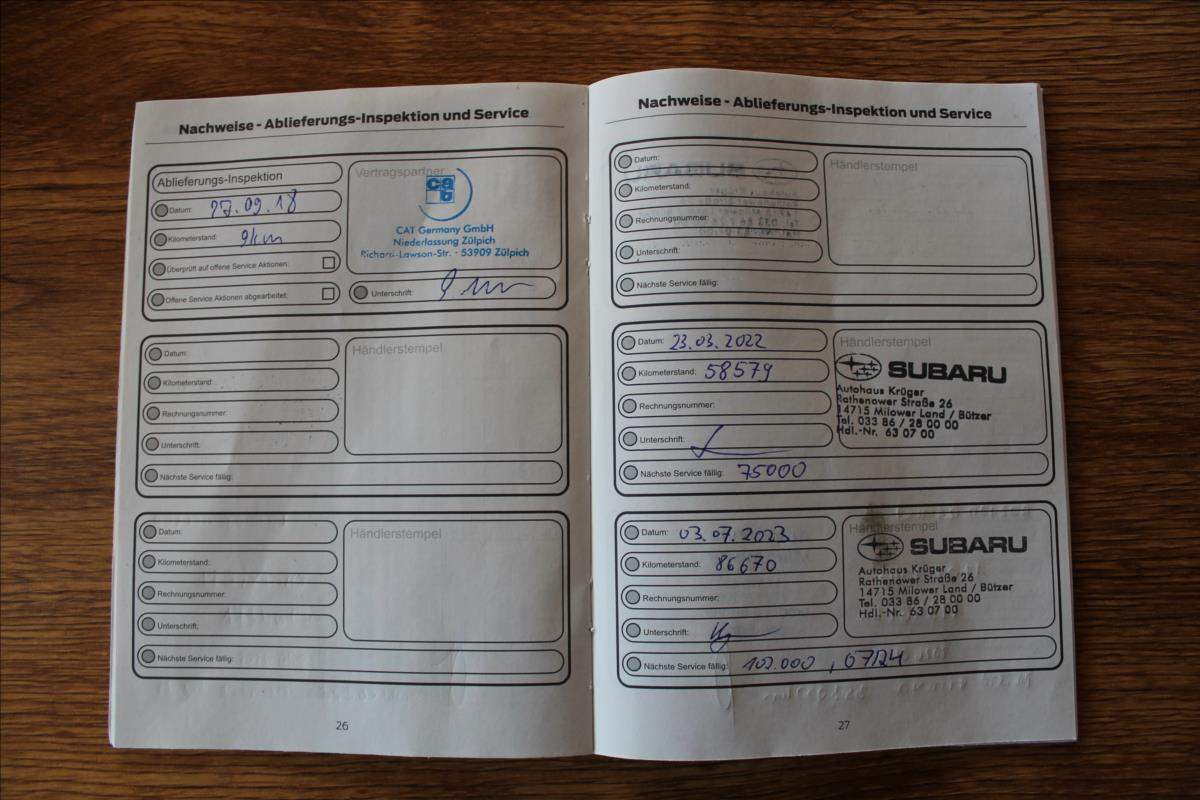 Nachweise - Ablieferungs-Inspektion und Service
Ablieferungs-Inspektion
Datum: 27.09.18
Kilometerstand: 9km
Überprüft auf offene Service Aktionen:
Offene Service Aktionen abgearbeitet:
Vertragspartner
cab
CAT Germany GmbH
Niederlassung Zülpich
Richard-Lawson-Str. · 53909 Zülpich
Unterschrift:
Datum:
Kilometerstand:
Rechnungsnummer:
Unterschrift:
Nächste Service fällig:
Händlerstempel
Datum:
Kilometerstand:
Rechnungsnummer:
Unterschrift:
Nächste Service fällig:
Händlerstempel
26
Nachweise - Ablieferungs-Inspektion und Service
Datum:
Kilometerstand:
Rechnungsnummer:
Unterschrift:
Nächste Service fällig:
Händlerstempel
Datum: 23.03.2022
Kilometerstand: 58579
Rechnungsnummer:
Unterschrift:
Nächste Service fällig: 75000
Händlerstempel
SUBARU
Autohaus Krüger
Rathenower Straße 26
14715 Milower Land / Bützer
Tel. 033 86 / 28 00 00
Hdl.-Nr. 63 07 00
Datum: 03.07.2023
Kilometerstand: 86670
Rechnungsnummer:
Unterschrift:
Nächste Service fällig: 102.000, 07/24
Händlerstempel
SUBARU
Autohaus Krüger
Rathenower Straße 26
14715 Milower Land / Bützer
Tel. 033 86 / 28 00 00
Hdl.-Nr. 63 07 00
27